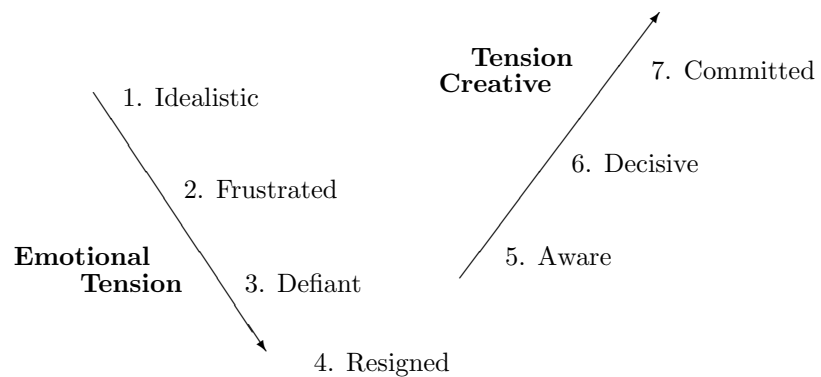 1. Idealistic
2. Frustrated
Emotional
Tension
3. Defiant
4. Resigned
Tension
Creative
7. Committed
6. Decisive
5. Aware